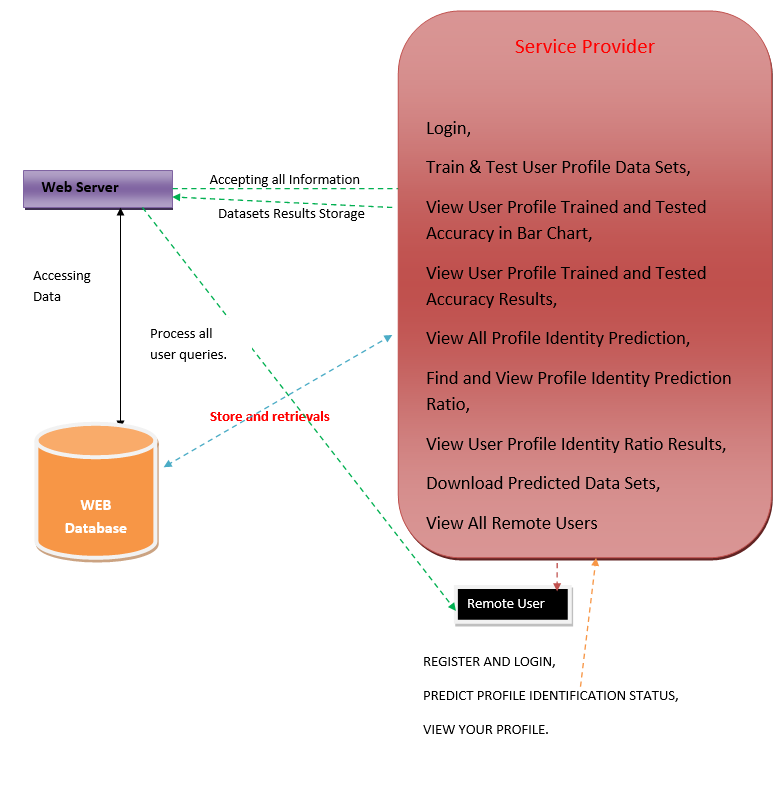 Service Provider
Login,
Train & Test User Profile Data Sets,
View User Profile Trained and Tested
Accuracy in Bar Chart,
View User Profile Trained and Tested
Accuracy Results,
View All Profile Identity Prediction,
Find and View Profile Identity Prediction
Ratio,
View User Profile Identity Ratio Results,
Download Predicted Data Sets,
View All Remote Users
Web Server
Accepting all Information
Datasets Results Storage
Accessing
Data
Process all
user queries.
Store and retrievals
WEB
Database
Remote User
REGISTER AND LOGIN,
PREDICT PROFILE IDENTIFICATION STATUS,
VIEW YOUR PROFILE.